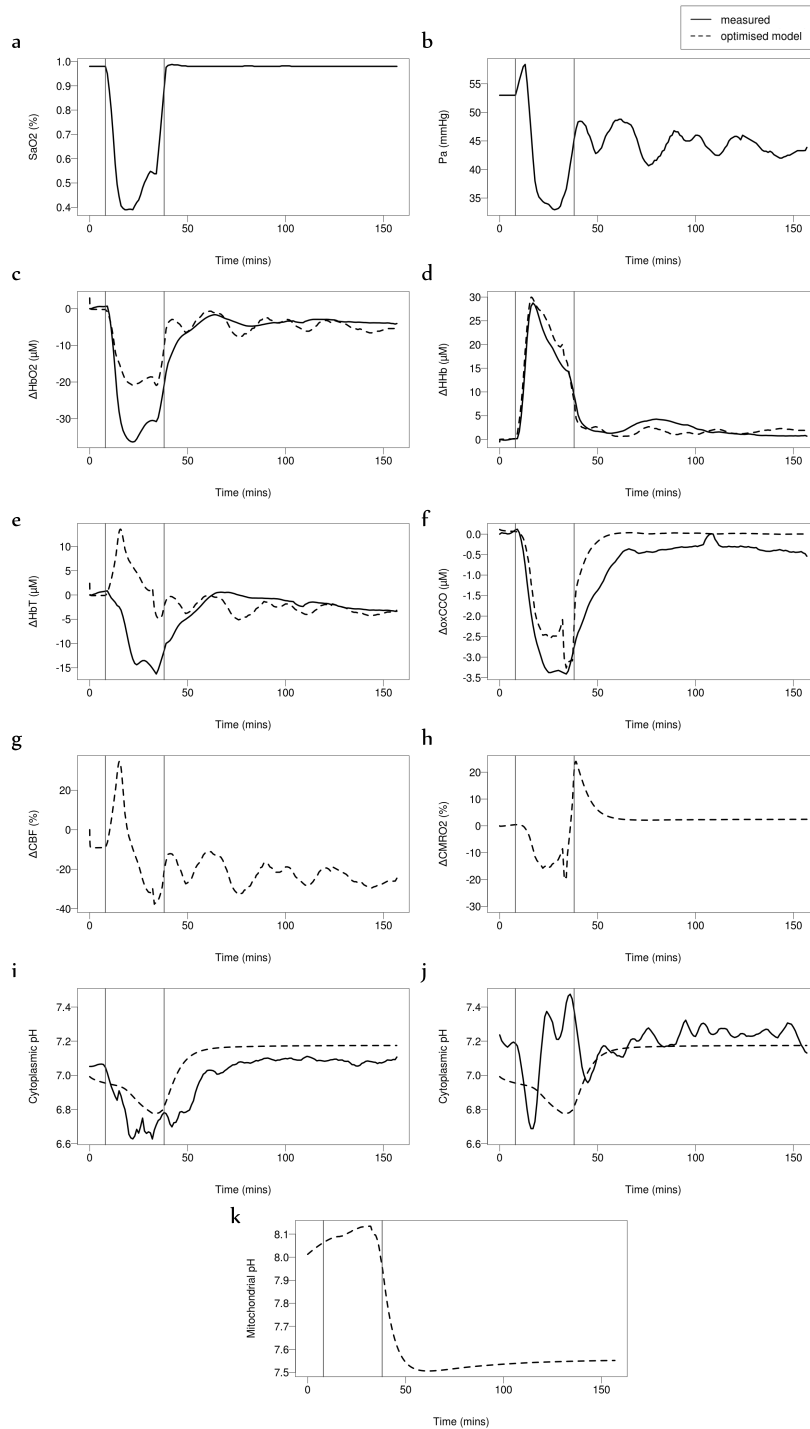 measured
optimised model
a
SaO2 (%)
1.0
0.9
0.8
0.7
0.6
0.5
0.4
0 50 100 150
Time (mins)
b
Pa (mmHg)
55
50
45
40
35
0 50 100 150
Time (mins)
c
ΔHbO2 (µM)
0
-10
-20
-30
0 50 100 150
Time (mins)
d
ΔHHb (µM)
30
25
20
15
10
5
0
0 50 100 150
Time (mins)
e
ΔHbT (µM)
10
5
0
-5
-10
-15
0 50 100 150
Time (mins)
f
ΔoxCCO (µM)
0.0
-0.5
-1.0
-1.5
-2.0
-2.5
-3.0
-3.5
0 50 100 150
Time (mins)
g
ΔCBF (%)
20
0
-20
-40
0 50 100 150
Time (mins)
h
ΔCMRO2 (%)
20
10
0
-10
-20
-30
0 50 100 150
Time (mins)
i
Cytoplasmic pH
7.4
7.2
7.0
6.8
6.6
0 50 100 150
Time (mins)
j
Cytoplasmic pH
7.4
7.2
7.0
6.8
6.6
0 50 100 150
Time (mins)
k
Mitochondrial pH
8.1
8.0
7.9
7.8
7.7
7.6
7.5
0 50 100 150
Time (mins)